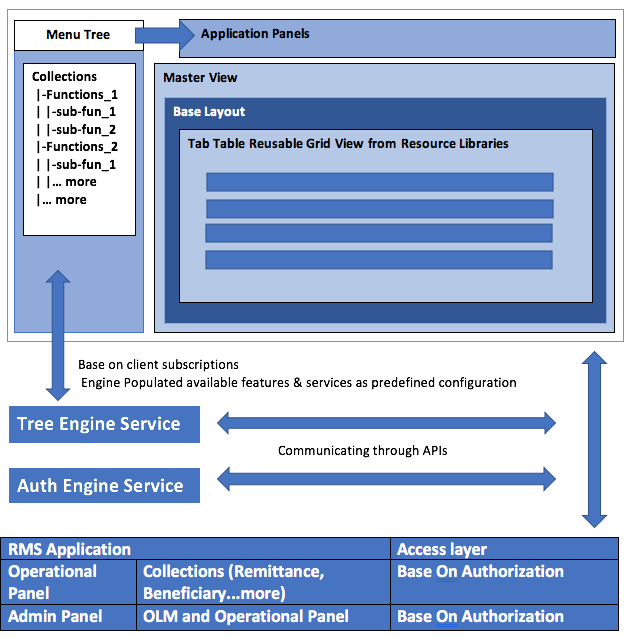 Menu Tree
Application Panels
Collections
|-Functions_1
| |-sub-fun_1
| |-sub-fun_2
|-Functions_2
| |-sub-fun_1
| |... more
|... more
Master View
Base Layout
Tab Table Reusable Grid View from Resource Libraries
Base on client subscriptions
Engine Populated available features & services as predefined configuration
Tree Engine Service
Communicating through APIs
Auth Engine Service
RMS Application
Access layer
Operational
Panel
Collections (Remittance,
Beneficiary...more)
Base On Authorization
Admin Panel
OLM and Operational Panel
Base On Authorization